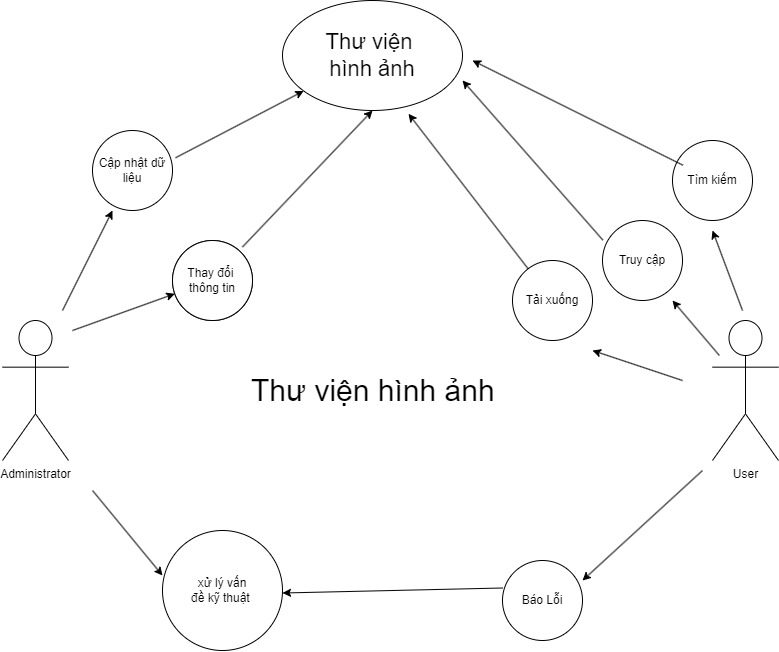 Thư viện
hình ảnh
Cập nhật dữ
liệu
Tìm kiếm
Truy cập
Thay đổi
thông tin
Tải xuống
Thư viện hình ảnh
Administrator
User
xử lý vấn
đề kỹ thuật
Báo Lỗi